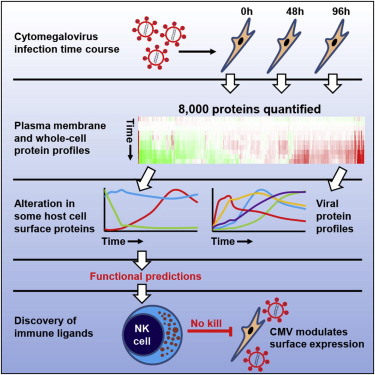 Cytomegalovirus
infection time course
0h
48h
96h
8,000 proteins quantified
Plasma membrane
and whole-cell
protein profiles
Time
Alteration in
some host cell
surface proteins
Time
Viral
protein
profiles
Time
Functional predictions
Discovery of
immune ligands
NK
cell
No kill
CMV modulates
surface expression